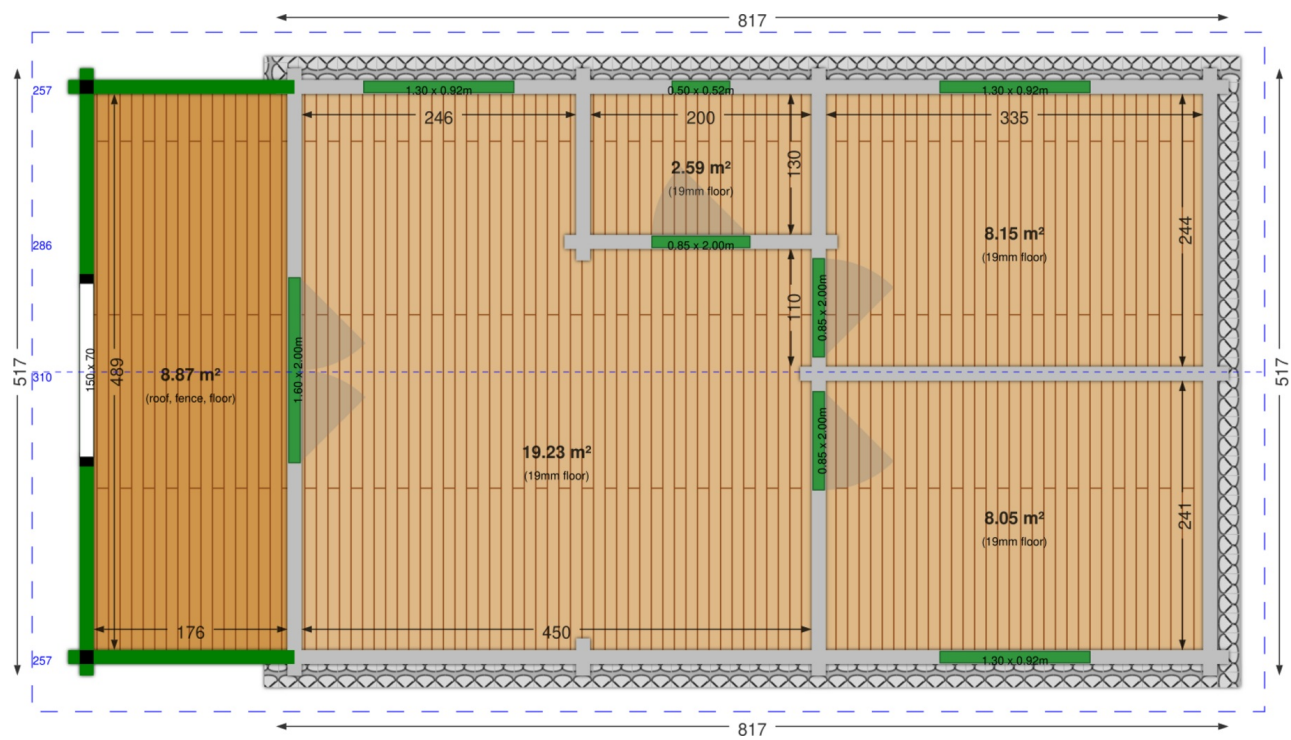 817
257
1.30 x 0.92m
0.50 x 0.52m
1.30 x 0.92m
246
200
335
130
2.59 m²
(19mm floor)
244
8.15 m²
(19mm floor)
286
0.85 x 2.00m
110
0.85 x 2.00m
517
310
150 x 70
489
8.87 m²
(roof, fence, floor)
1.60 x 2.00m
517
19.23 m²
(19mm floor)
0.85 x 2.00m
8.05 m²
(19mm floor)
241
176
450
257
1.30 x 0.92m
817